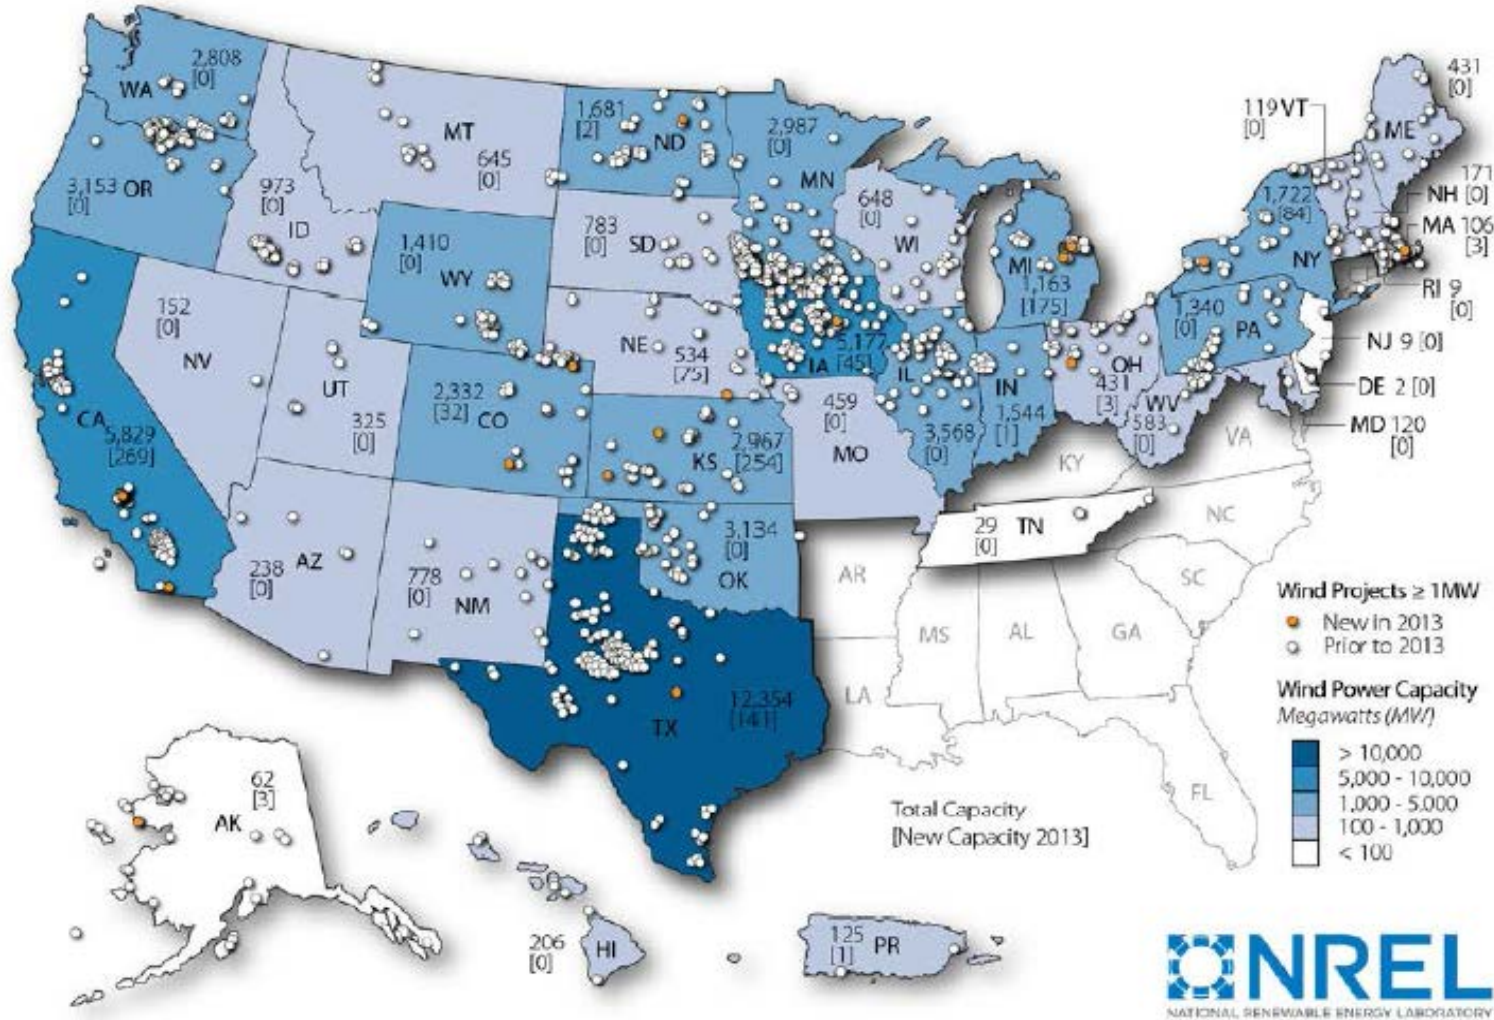 2,808
[0]
WA
3,153 OR
[0]
973
[0]
ID
MT
645
[0]
1,681
[2]
ND
2,987
[0]
MN
783
[0]
SD
648
[0]
WI
1,410
[0]
WY
152
[0]
NV
UT
325
[0]
CA
5,829
[269]
2,332
[32]
CO
NE
534
[75]
5,177
IA [45]
IL
3,568
[0]
IN
1,544
[1]
MI
1,163
[175]
OH
431
[3]
WV
583
[0]
1,340
[0]
PA
1,722
[84]
NY
119 VT
[0]
431
[0]
ME
171
NH [0]
MA 106
[3]
RI 9
[0]
NJ 9 [0]
DE 2 [0]
MD 120
[0]
VA
KY
NC
29
[0]
TN
SC
459
[0]
MO
2,967
KS [254]
3,134
[0]
OK
AZ
238
[0]
778
[0]
NM
12,354
[141]
TX
AR
LA
MS
AL
GA
FL
62
[3]
AK
206
[0]
HI
125
[1]
PR
Total Capacity
[New Capacity 2013]
Wind Projects ≥ 1MW
New in 2013
Prior to 2013
Wind Power Capacity
Megawatts (MW)
> 10,000
5,000 - 10,000
1,000 - 5,000
100 - 1,000
< 100
NREL
NATIONAL RENEWABLE ENERGY LABORATORY